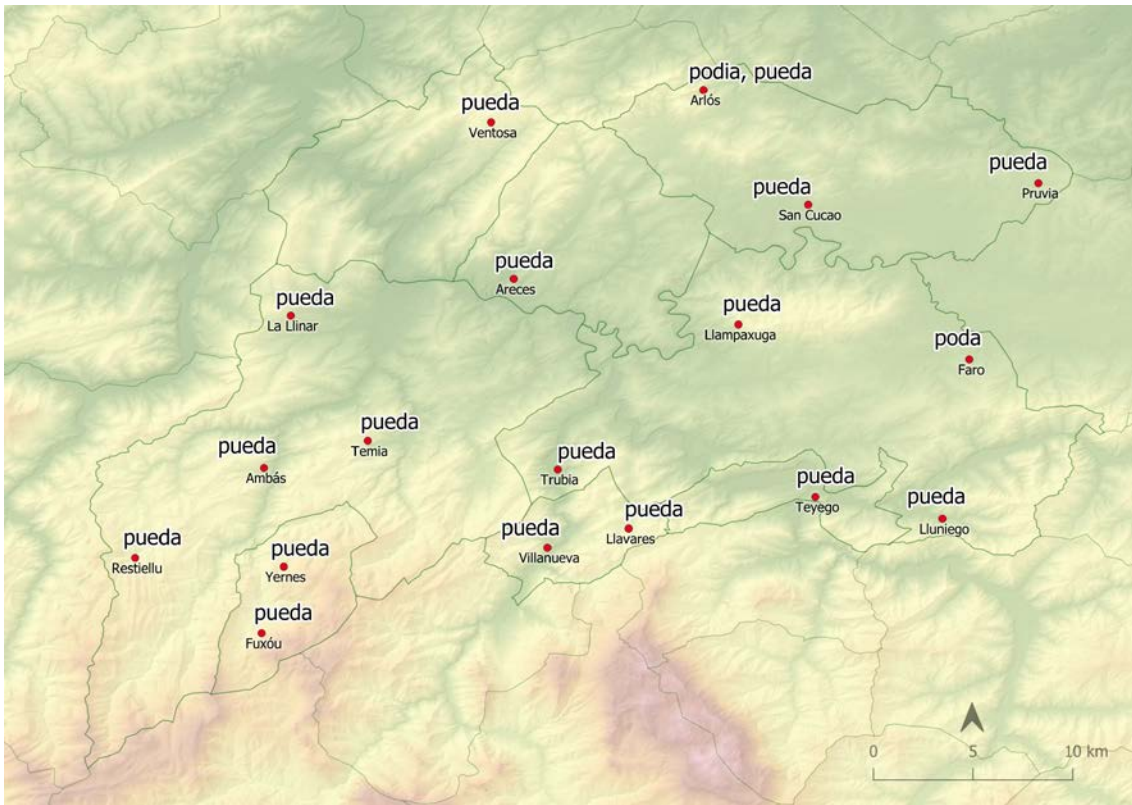 podia, pueda
Arlós
pueda
Ventosa
pueda
Pruvia
pueda
San Cucao
pueda
Areces
pueda
La Llinar
pueda
Llampaxuga
poda
Faro
pueda
Temia
pueda
Ambás
pueda
Trubia
pueda
Teyego
pueda
Lluniego
pueda
Llavares
pueda
Villanueva
pueda
Restiellu
pueda
Yernes
pueda
Fuxóu
0 5 10 km